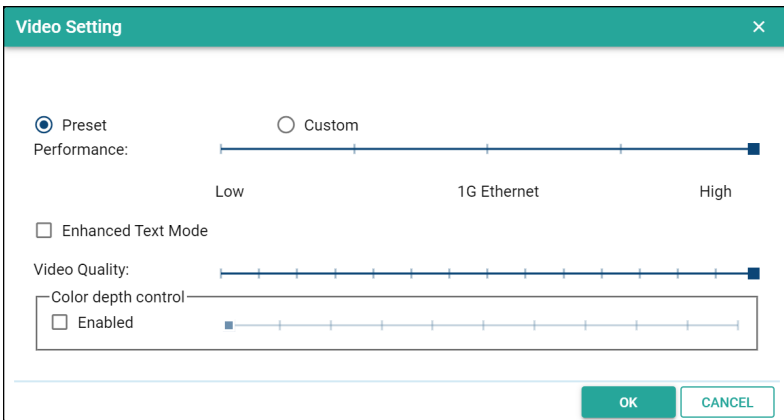 Video Setting
Preset Custom
Performance:
Low 1G Ethernet High
Enhanced Text Mode
Video Quality:
Color depth control
Enabled
OK CANCEL